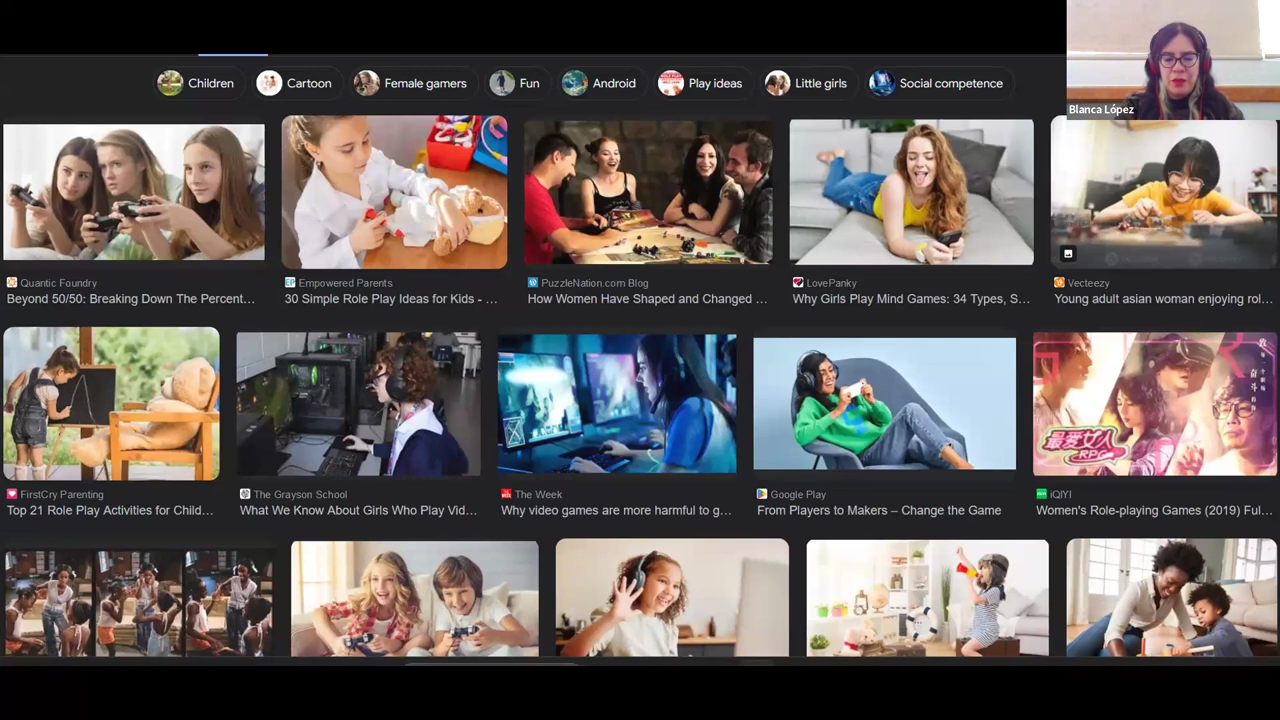 Children
Cartoon
Female gamers
Fun
Android
Play ideas
Little girls
Social competence
Blanca López
Quantic Foundry
Beyond 50/50: Breaking Down The Percent...
Empowered Parents
30 Simple Role Play Ideas for Kids - ...
PuzzleNation.com Blog
How Women Have Shaped and Changed ...
LovePanky
Why Girls Play Mind Games: 34 Types, S...
Vecteezy
Young adult asian woman enjoying rol...
最爱女人
RPG
FirstCry Parenting
Top 21 Role Play Activities for Child...
The Grayson School
What We Know About Girls Who Play Vid...
The Week
Why video games are more harmful to g...
Google Play
From Players to Makers – Change the Game
iQIYI
Women's Role-playing Games (2019) Ful...